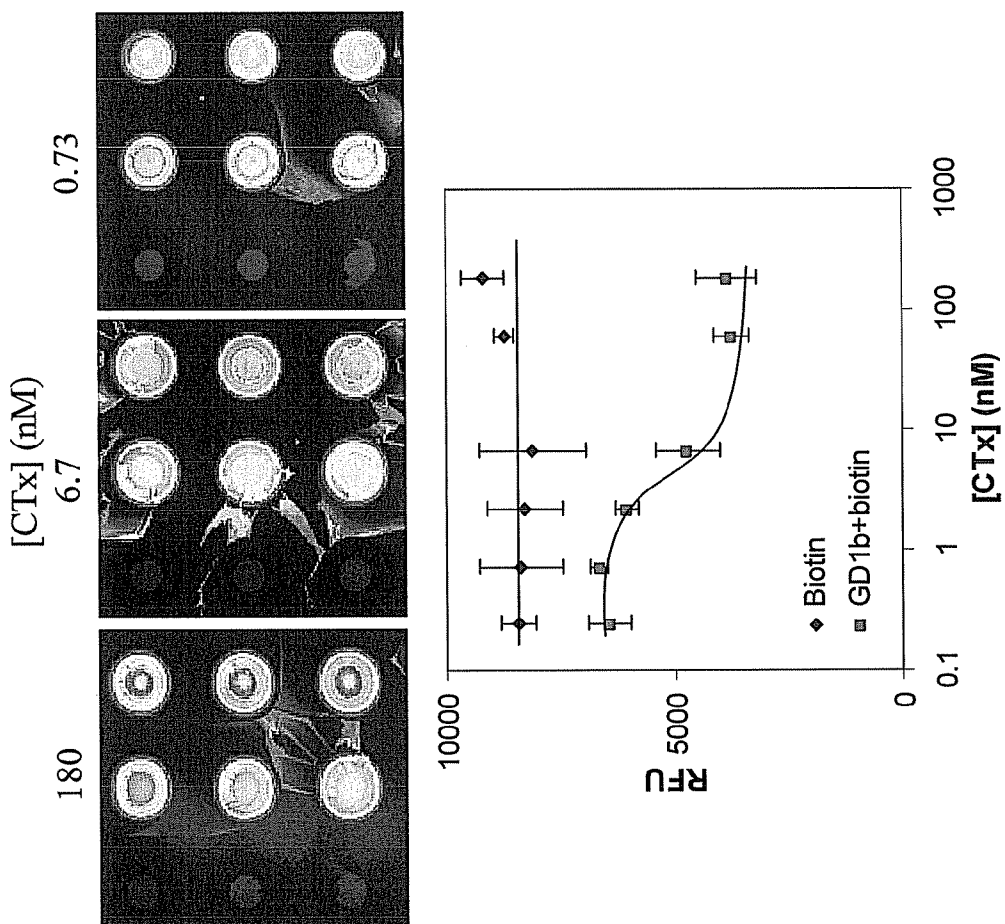 [CTx] (nM)
180
6.7
0.73
10000
5000
0
RFU
Biotin
GD1b+biotin
0.1
1
10
100
1000
[CTx] (nM)